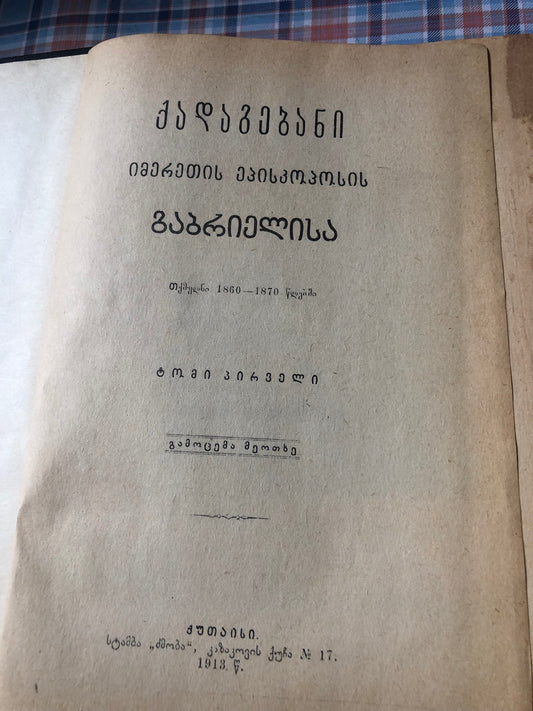 ქადაგებანი
იმერეთის ეპისკოპოსის
გაბრიელისა
თქმულნი 1860—1870 წლებში
ტომი პირველი
გამოცემა მეოთხე
ქუთაისი.
სტამბა „ძმობა“, კაზაკოვის ქუჩა № 17.
1913 წ.